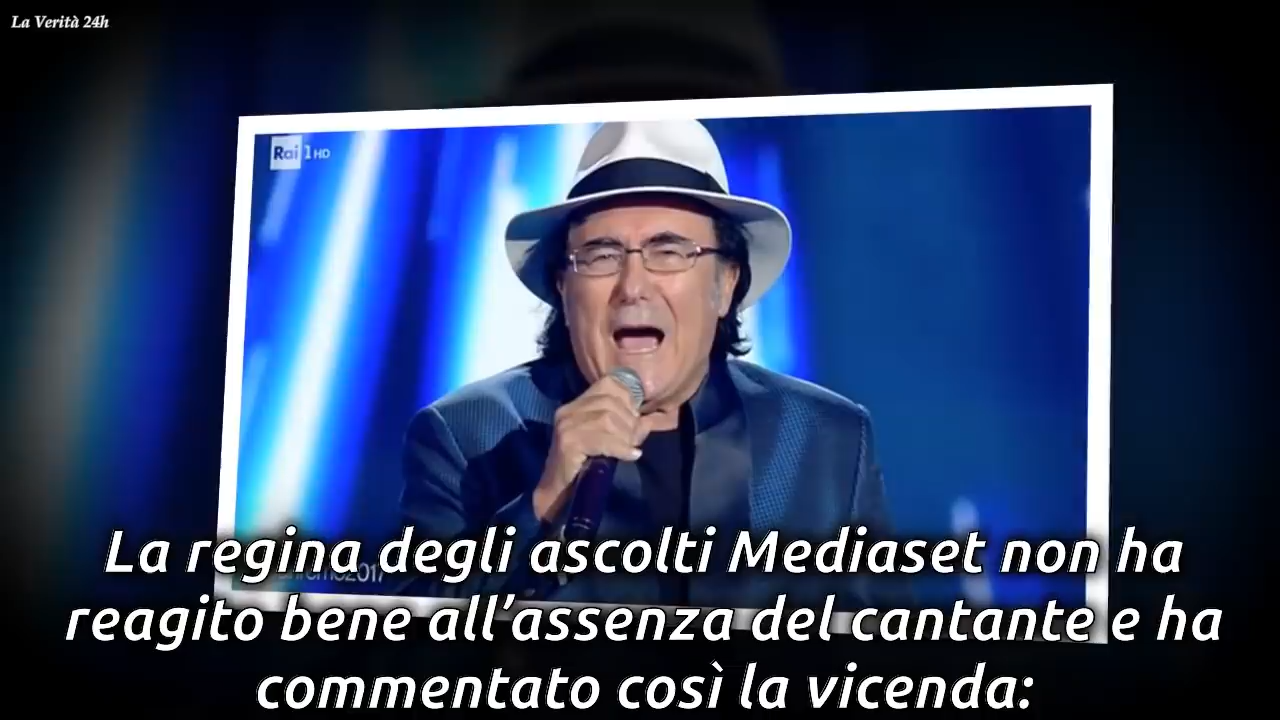 La Verità 24h
Rai 1 HD
La regina degli ascolti Mediaset non ha
reagito bene all’assenza del cantante e ha
commentato così la vicenda: